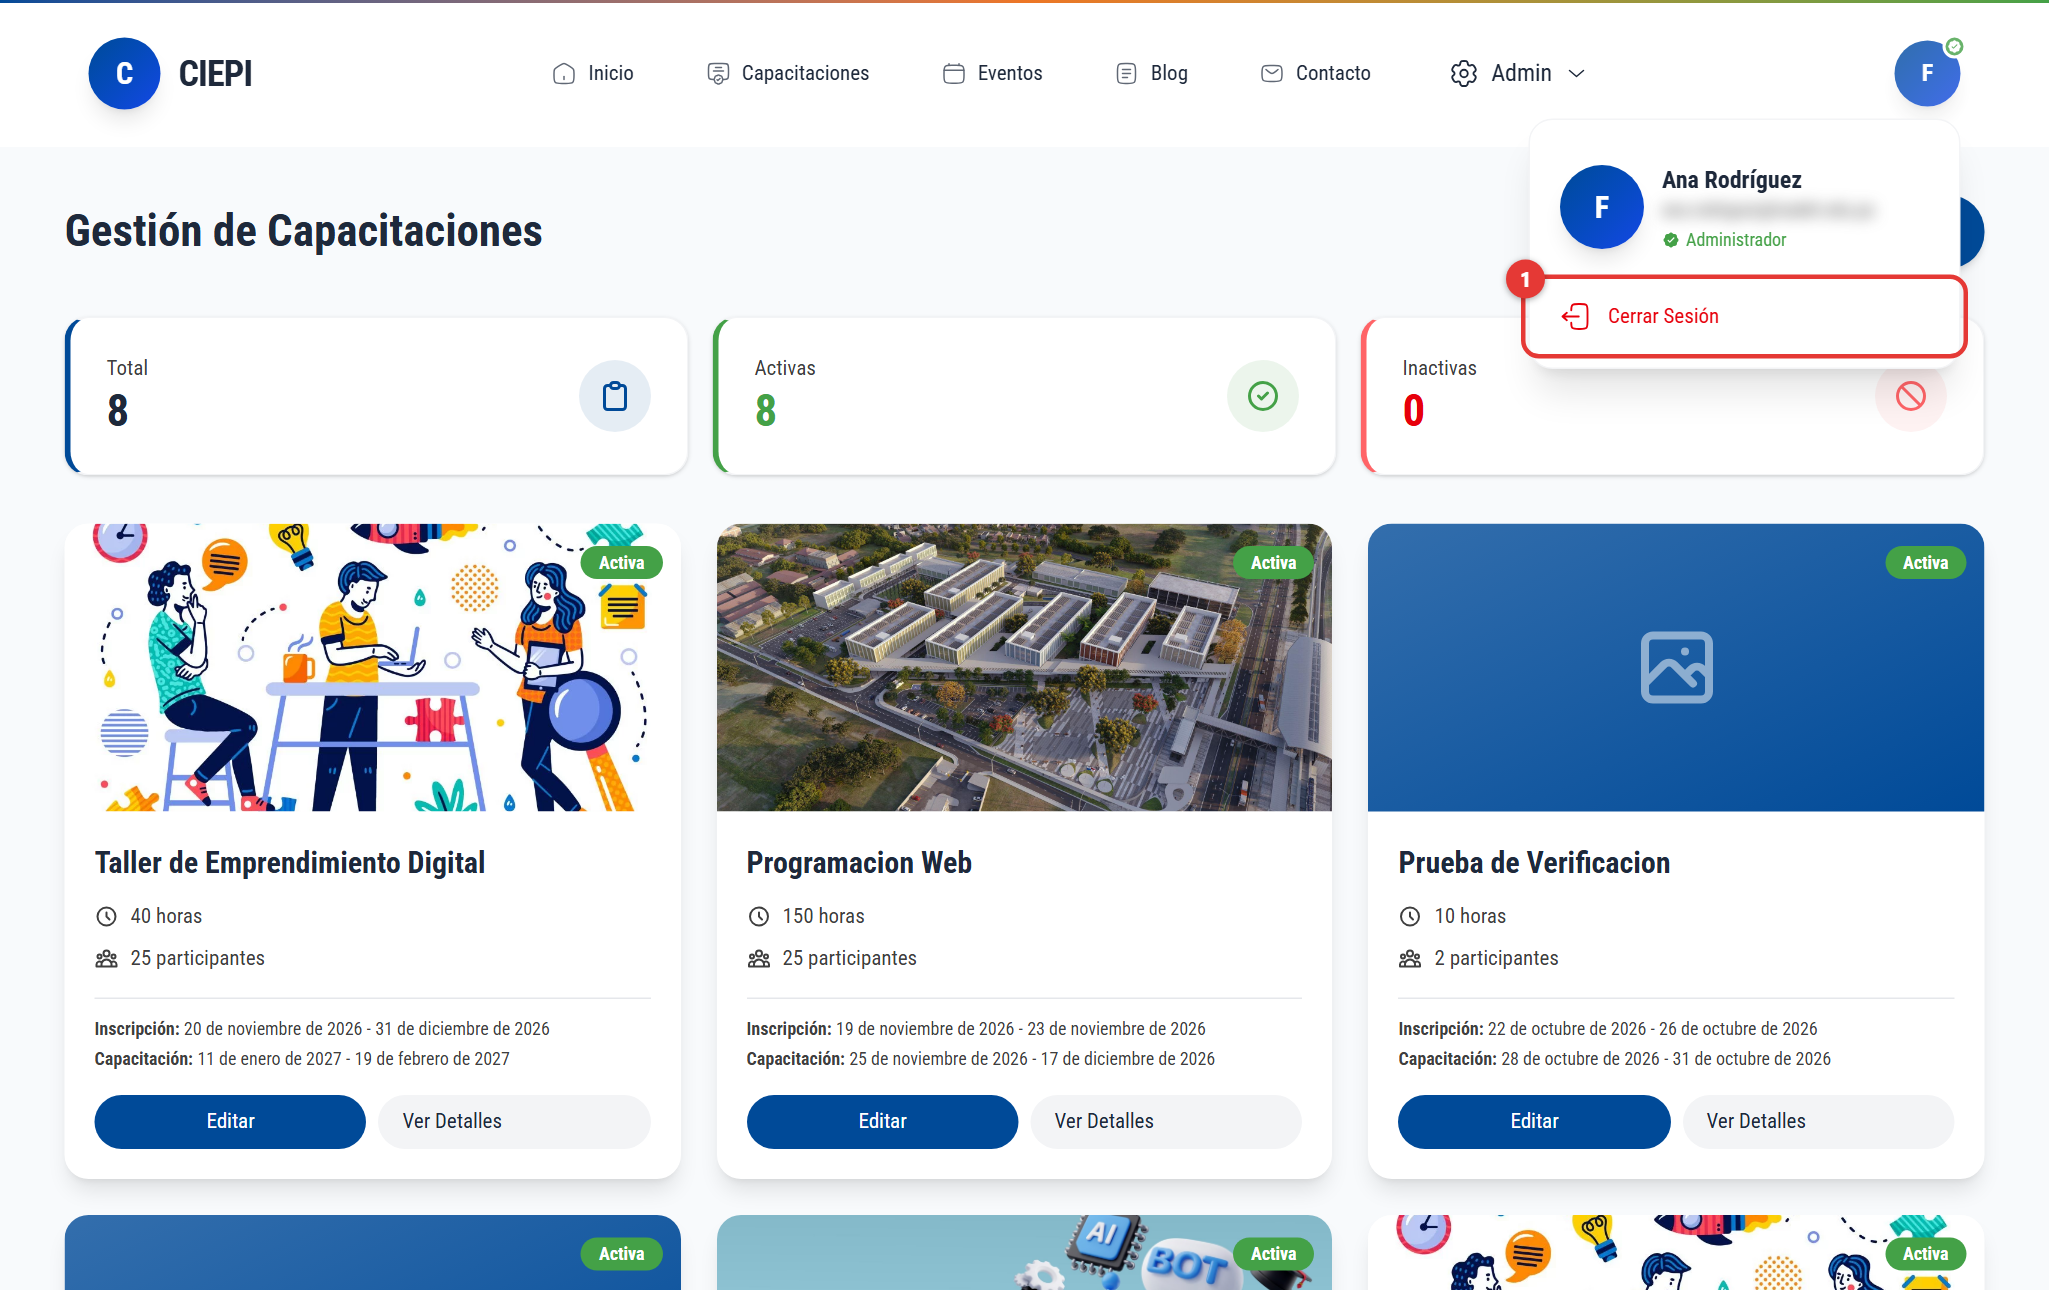 C CIEPI Inicio Capacitaciones Eventos Blog Contacto Admin F
F Ana Rodríguez
Administrador
1
Cerrar Sesión
Gestión de Capacitaciones
Total
8
Activas
8
Inactivas
0
Activa
Activa
Activa
Taller de Emprendimiento Digital
40 horas
25 participantes
Inscripción: 20 de noviembre de 2026 - 31 de diciembre de 2026
Capacitación: 11 de enero de 2027 - 19 de febrero de 2027
Editar Ver Detalles
Programacion Web
150 horas
25 participantes
Inscripción: 19 de noviembre de 2026 - 23 de noviembre de 2026
Capacitación: 25 de noviembre de 2026 - 17 de diciembre de 2026
Editar Ver Detalles
Prueba de Verificacion
10 horas
2 participantes
Inscripción: 22 de octubre de 2026 - 26 de octubre de 2026
Capacitación: 28 de octubre de 2026 - 31 de octubre de 2026
Editar Ver Detalles
Activa
AI
BOT
Activa
Activa